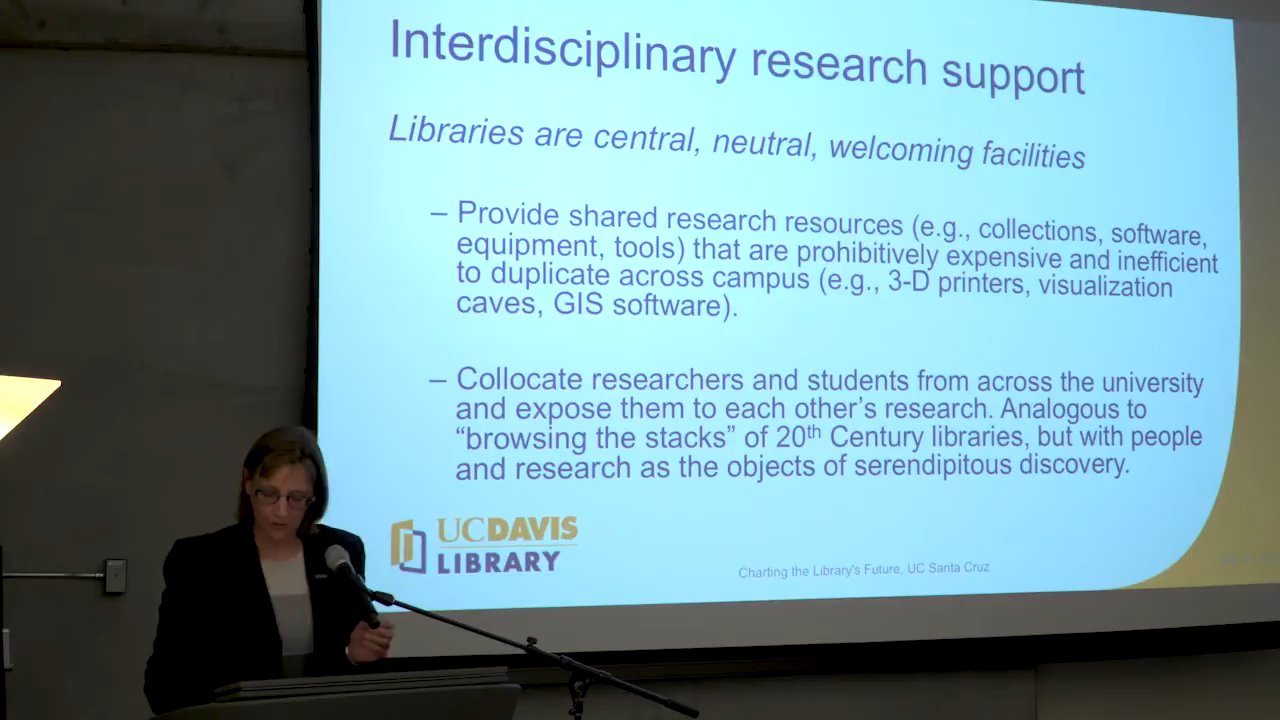 Interdisciplinary research support
Libraries are central, neutral, welcoming facilities
– Provide shared research resources (e.g., collections, software,
equipment, tools) that are prohibitively expensive and inefficient
to duplicate across campus (e.g., 3-D printers, visualization
caves, GIS software).
– Collocate researchers and students from across the university
and expose them to each other's research. Analogous to
“browsing the stacks” of 20th Century libraries, but with people
and research as the objects of serendipitous discovery.
UCDAVIS
LIBRARY
Charting the Library's Future, UC Santa Cruz